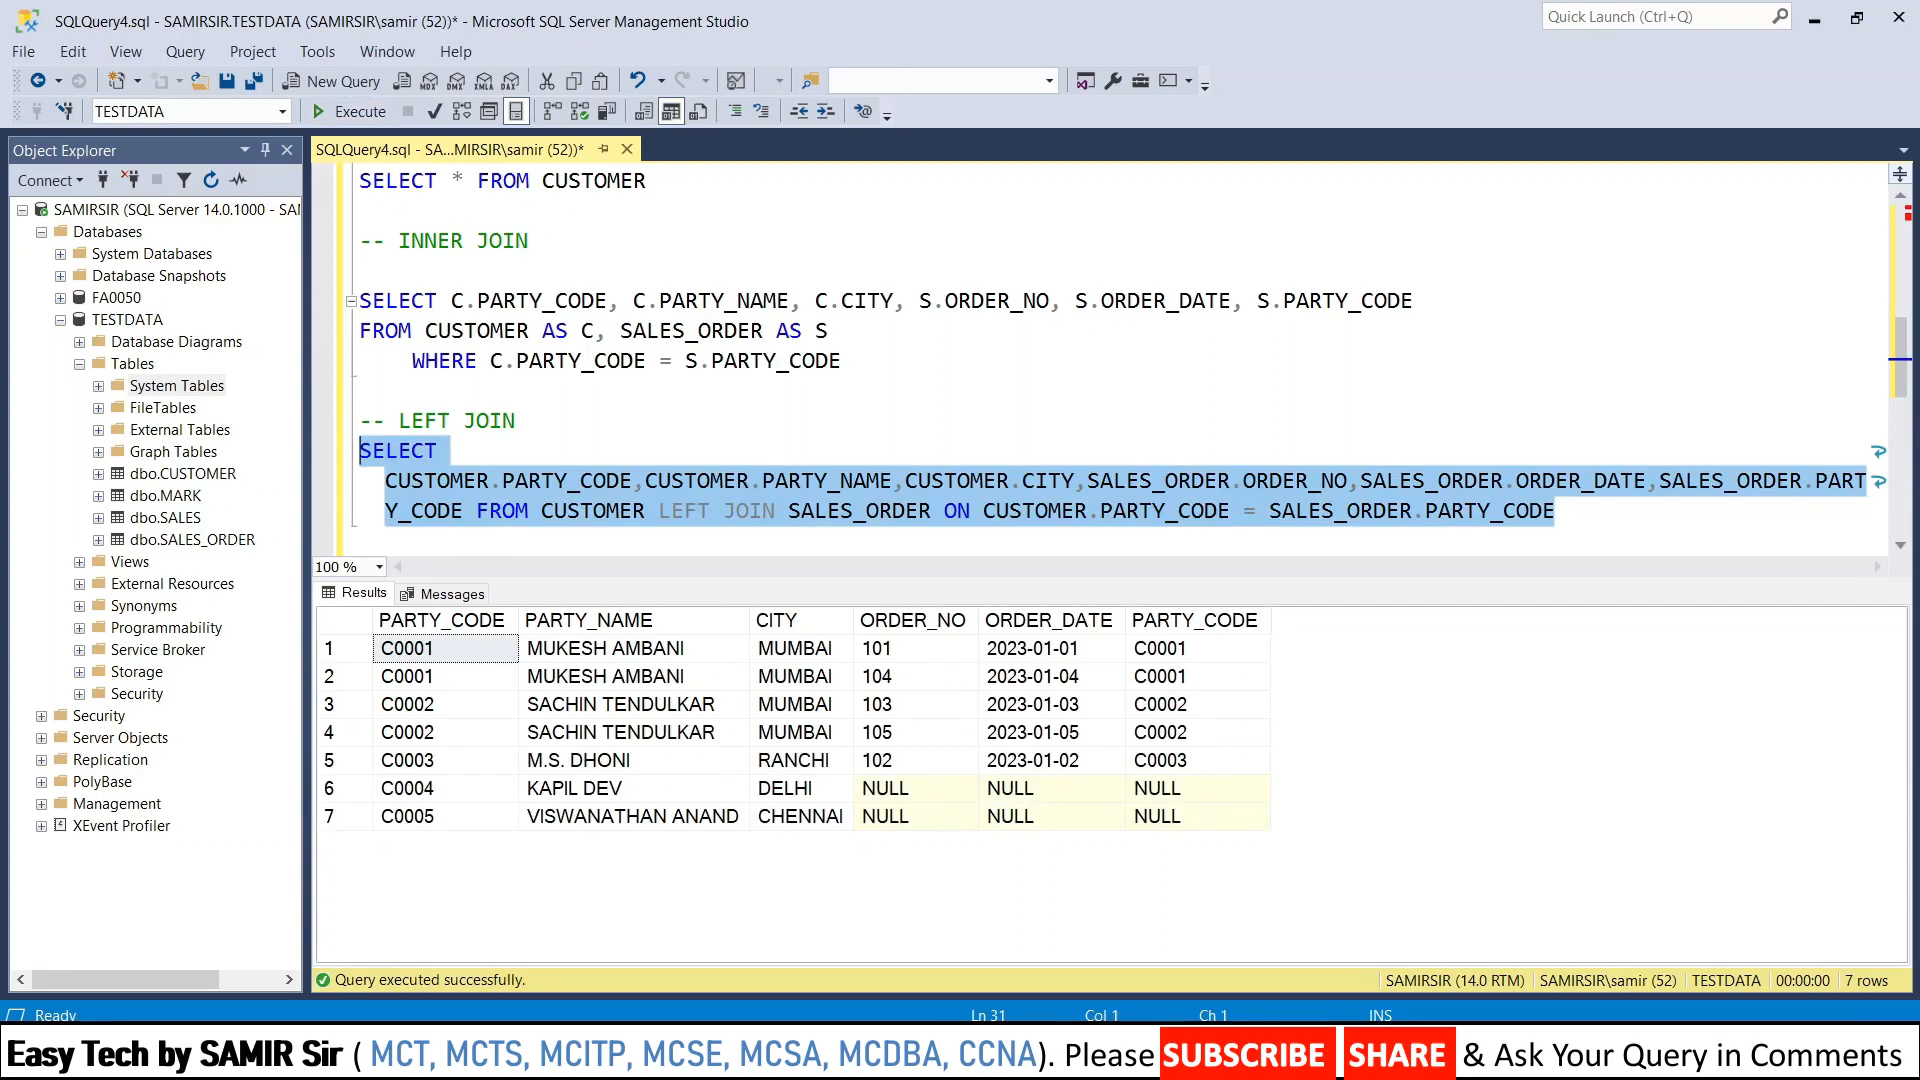 SQLQuery4.sql - SAMIRSIR.TESTDATA (SAMIRSIR\samir (52))* - Microsoft SQL Server Management Studio
Quick Launch (Ctrl+Q)
File Edit View Query Project Tools Window Help
New Query MDX DMX XMLA DAX
TESTDATA Execute
Object Explorer
Connect
SAMIRSIR (SQL Server 14.0.1000 - SAI
Databases
System Databases
Database Snapshots
FA0050
TESTDATA
Database Diagrams
Tables
System Tables
FileTables
External Tables
Graph Tables
dbo.CUSTOMER
dbo.MARK
dbo.SALES
dbo.SALES_ORDER
Views
External Resources
Synonyms
Programmability
Service Broker
Storage
Security
Security
Server Objects
Replication
PolyBase
Management
XEvent Profiler
SQLQuery4.sql - SA...MIRSIR\samir (52))*
SELECT * FROM CUSTOMER
-- INNER JOIN
SELECT C.PARTY_CODE, C.PARTY_NAME, C.CITY, S.ORDER_NO, S.ORDER_DATE, S.PARTY_CODE
FROM CUSTOMER AS C, SALES_ORDER AS S
WHERE C.PARTY_CODE = S.PARTY_CODE
-- LEFT JOIN
SELECT
CUSTOMER.PARTY_CODE,CUSTOMER.PARTY_NAME,CUSTOMER.CITY,SALES_ORDER.ORDER_NO,SALES_ORDER.ORDER_DATE,SALES_ORDER.PART
Y_CODE FROM CUSTOMER LEFT JOIN SALES_ORDER ON CUSTOMER.PARTY_CODE = SALES_ORDER.PARTY_CODE
100 %
Results Messages
PARTY_CODE PARTY_NAME CITY ORDER_NO ORDER_DATE PARTY_CODE
1 C0001 MUKESH AMBANI MUMBAI 101 2023-01-01 C0001
2 C0001 MUKESH AMBANI MUMBAI 104 2023-01-04 C0001
3 C0002 SACHIN TENDULKAR MUMBAI 103 2023-01-03 C0002
4 C0002 SACHIN TENDULKAR MUMBAI 105 2023-01-05 C0002
5 C0003 M.S. DHONI RANCHI 102 2023-01-02 C0003
6 C0004 KAPIL DEV DELHI NULL NULL NULL
7 C0005 VISWANATHAN ANAND CHENNAI NULL NULL NULL
Query executed successfully. SAMIRSIR (14.0 RTM) SAMIRSIR\samir (52) TESTDATA 00:00:00 7 rows
Ready Ln 31 Col 1 Ch 1 INS
Easy Tech by SAMIR Sir ( MCT, MCTS, MCITP, MCSE, MCSA, MCDBA, CCNA). Please SUBSCRIBE SHARE & Ask Your Query in Comments